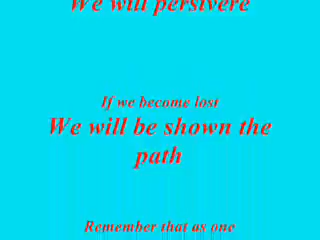 We will persivere
If we become lost
We will be shown the
path
Remember that as one